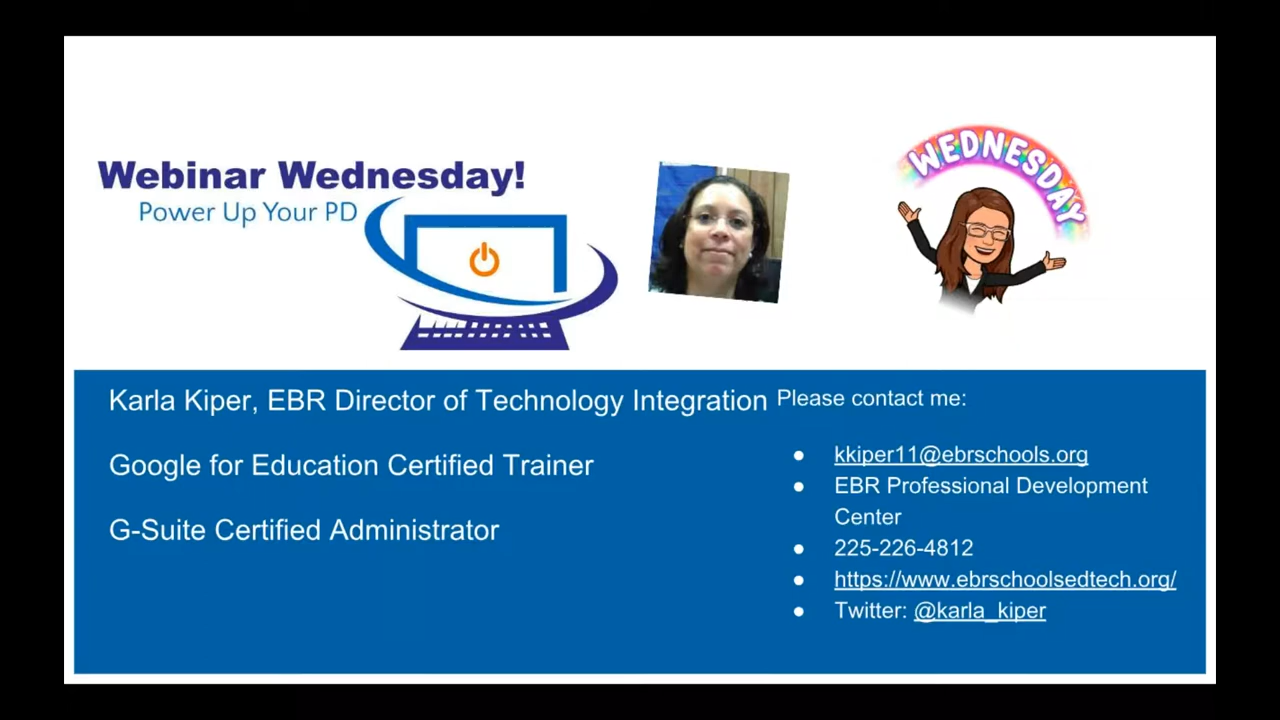 Webinar Wednesday!
Power Up Your PD
WEDNESDAY
Karla Kiper, EBR Director of Technology Integration
Google for Education Certified Trainer
G-Suite Certified Administrator
Please contact me:
● kkiper11@ebrschools.org
● EBR Professional Development
Center
● 225-226-4812
● https://www.ebrschoolsedtech.org/
● Twitter: @karla_kiper